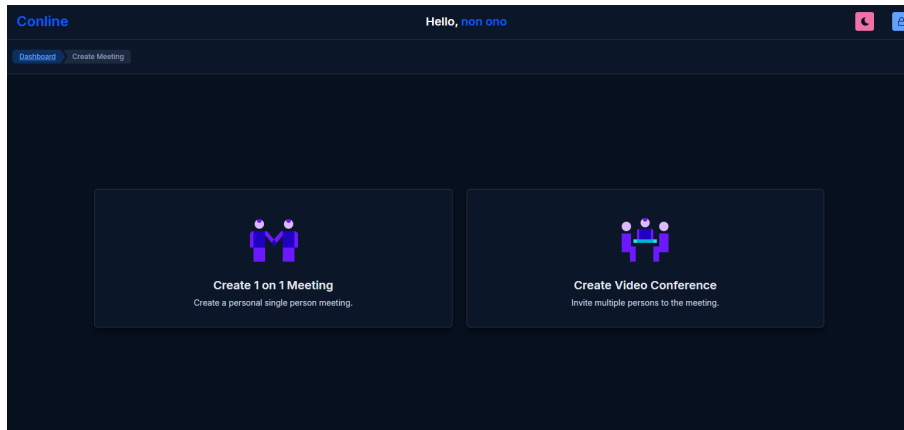 Conline
Hello, non ono
Dashboard
Create Meeting
Create 1 on 1 Meeting
Create a personal single person meeting.
Create Video Conference
Invite multiple persons to the meeting.